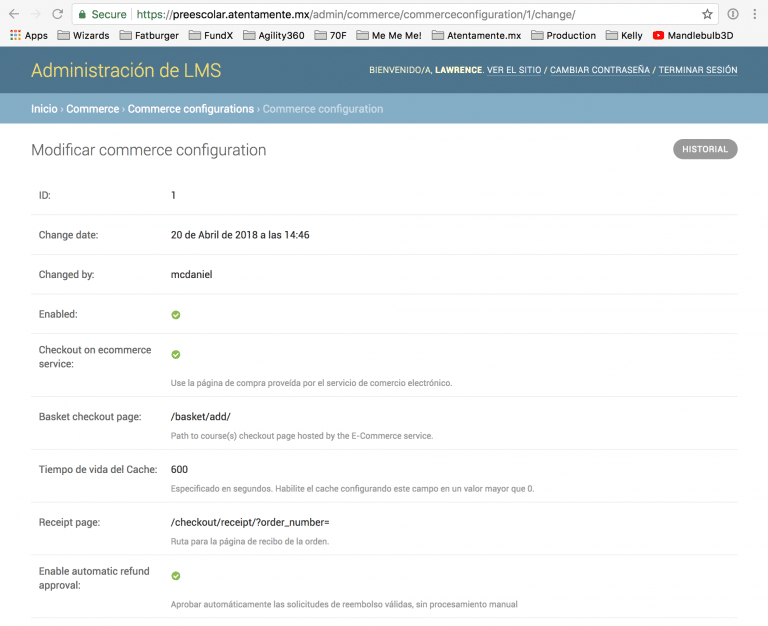 Secure https://preescolar.atentamente.mx/admin/commerce/commerceconfiguration/1/change/
Apps Wizards Fatburger FundX Agility360 70F Me Me Me! Atentamente.mx Production Kelly Mandlebulb3D
Administración de LMS
BIENVENIDO/A, LAWRENCE. VER EL SITIO / CAMBIAR CONTRASEÑA / TERMINAR SESIÓN
Inicio › Commerce › Commerce configurations › Commerce configuration
Modificar commerce configuration
HISTORIAL
ID: 1
Change date: 20 de Abril de 2018 a las 14:46
Changed by: mcdaniel
Enabled:
Checkout on ecommerce
service:
Use la página de compra proveida por el servicio de comercio electrónico.
Basket checkout page: /basket/add/
Path to course(s) checkout page hosted by the E-Commerce service.
Tiempo de vida del Cache: 600
Especificado en segundos. Habilite el cache configurando este campo en un valor mayor que 0.
Receipt page: /checkout/receipt/?order_number=
Ruta para la página de recibo de la orden.
Enable automatic refund
approval:
Aprobar automáticamente las solicitudes de reembolso válidas, sin procesamiento manual